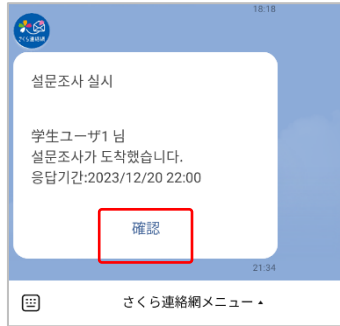 18:18
さくら連絡網
설문조사 실시
学生ユーザ1 님
설문조사가 도착했습니다.
응답기간:2023/12/20 22:00
確認
21:34
さくら連絡網メニュー